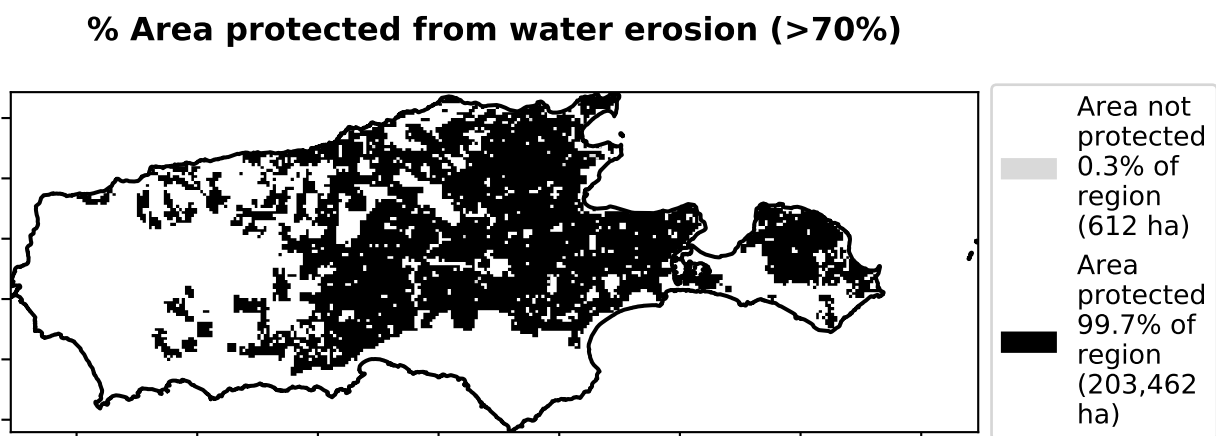 % Area protected from water erosion (>70%)
Area not
protected
0.3% of
region
(612 ha)
Area
protected
99.7% of
region
(203,462
ha)